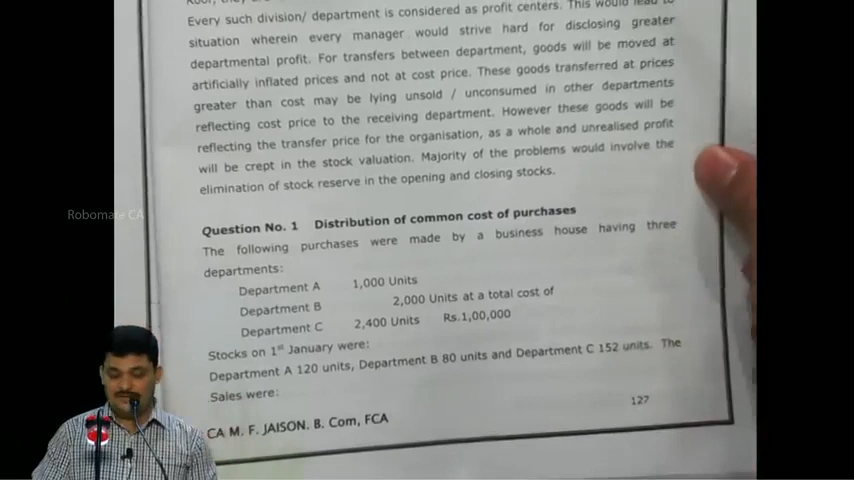 Every such division/ department is considered as profit centers. This would lead to
situation wherein every manager would strive hard for disclosing greater
departmental profit. For transfers between department, goods will be moved at
artificially inflated prices and not at cost price. These goods transferred at prices
greater than cost may be lying unsold / unconsumed in other departments
reflecting cost price to the receiving department. However these goods will be
reflecting the transfer price for the organisation, as a whole and unrealised profit
will be crept in the stock valuation. Majority of the problems would involve the
elimination of stock reserve in the opening and closing stocks.
Robomate CA
Question No. 1 Distribution of common cost of purchases
The following purchases were made by a business house having three
departments:
Department A 1,000 Units
Department B 2,000 Units at a total cost of
Department C 2,400 Units Rs.1,00,000
Stocks on 1st January were:
Department A 120 units, Department B 80 units and Department C 152 units. The
Sales were:
127
CA M. F. JAISON. B. Com, FCA